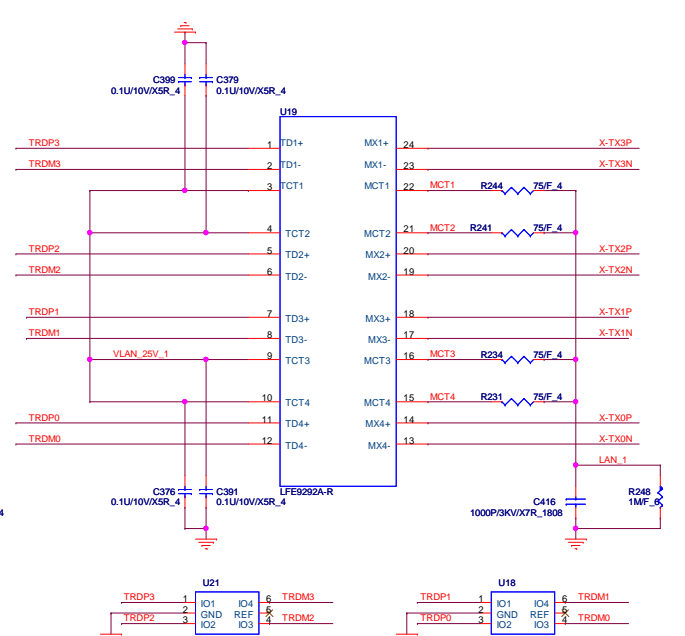 C399 C379
0.1U/10V/X5R_4 0.1U/10V/X5R_4
U19
TRDP3 1 TD1+ MX1+ 24 X-TX3P
TRDM3 2 TD1- MX1- 23 X-TX3N
3 TCT1 MCT1 22 MCT1 R244 75/F_4
4 TCT2 MCT2 21 MCT2 R241 75/F_4
TRDP2 5 TD2+ MX2+ 20 X-TX2P
TRDM2 6 TD2- MX2- 19 X-TX2N
TRDP1 7 TD3+ MX3+ 18 X-TX1P
TRDM1 8 TD3- MX3- 17 X-TX1N
VLAN_25V_1 9 TCT3 MCT3 16 MCT3 R234 75/F_4
10 TCT4 MCT4 15 MCT4 R231 75/F_4
TRDP0 11 TD4+ MX4+ 14 X-TX0P
TRDM0 12 TD4- MX4- 13 X-TX0N
LAN_1
C376 C391 LFE9292A-R
0.1U/10V/X5R_4 0.1U/10V/X5R_4
C416 R248
1000P/3KV/X7R_1808 1M/F_6
4
U21 U18
TRDP3 1 IO1 IO4 6 TRDM3 TRDP1 1 IO1 IO4 6 TRDM1
2 GND REF 5 2 GND REF 5
TRDP2 3 IO2 IO3 4 TRDM2 TRDP0 3 IO2 IO3 4 TRDM0